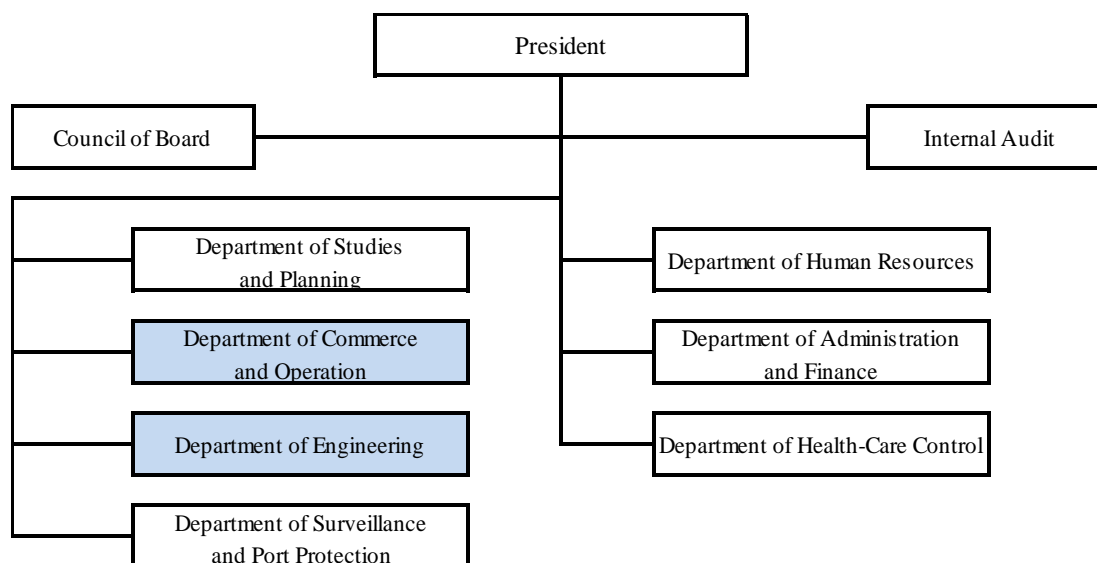 President
Council of Board
Internal Audit
Department of Studies
and Planning
Department of Human Resources
Department of Commerce
and Operation
Department of Administration
and Finance
Department of Engineering
Department of Health-Care Control
Department of Surveillance
and Port Protection